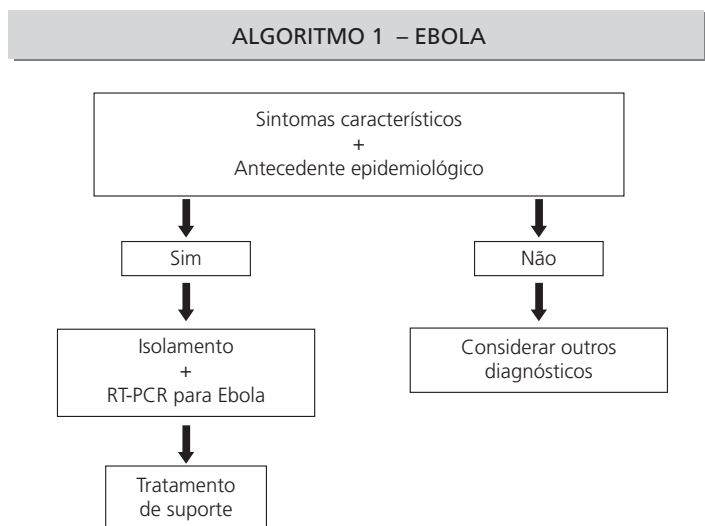 ALGORITMO 1 – EBOLA
Sintomas característicos
+
Antecedente epidemiológico
Sim
Não
Isolamento
+
RT-PCR para Ebola
Considerar outros
diagnósticos
Tratamento
de suporte